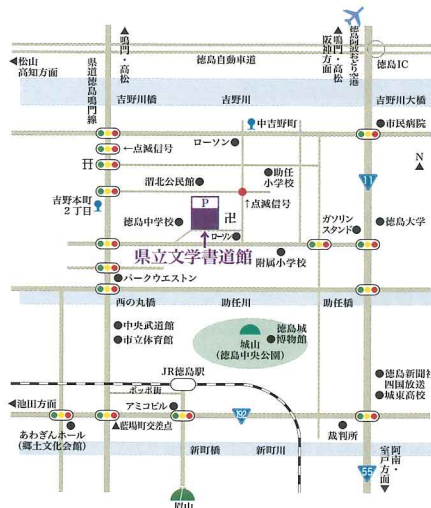 ▲鳴門・高松
▲鳴門・高松
阪神方面
徳島阿波おどり空港
◀松山
高知方面
県道徳島鳴門線
徳島自動車道
徳島IC
吉野川橋
吉野川
吉野川大橋
中吉野町
●市民病院
ローソン●
←点滅信号
N
渭北公民館●
●助任
小学校
11
吉野本町
2丁目
P
↑点滅信号
徳島中学校●
卍
ガソリン
スタンド●
●徳島大学
ローソン●
県立文学書道館
附属小学校
●パークウエストン
西の丸橋
助任川
助任橋
●中央武道館
●市立体育館
徳島城
●博物館
城山
(徳島中央公園)
JR徳島駅
●徳島新聞社
四国放送
●城東高校
ポッポ街
◀池田方面
アミコビル
192
あわぎんホール
(郷土文化会館)
▲藍場町交差点
裁判所
新町橋
新町川
55
阿南・
室戸方面▼
眉山